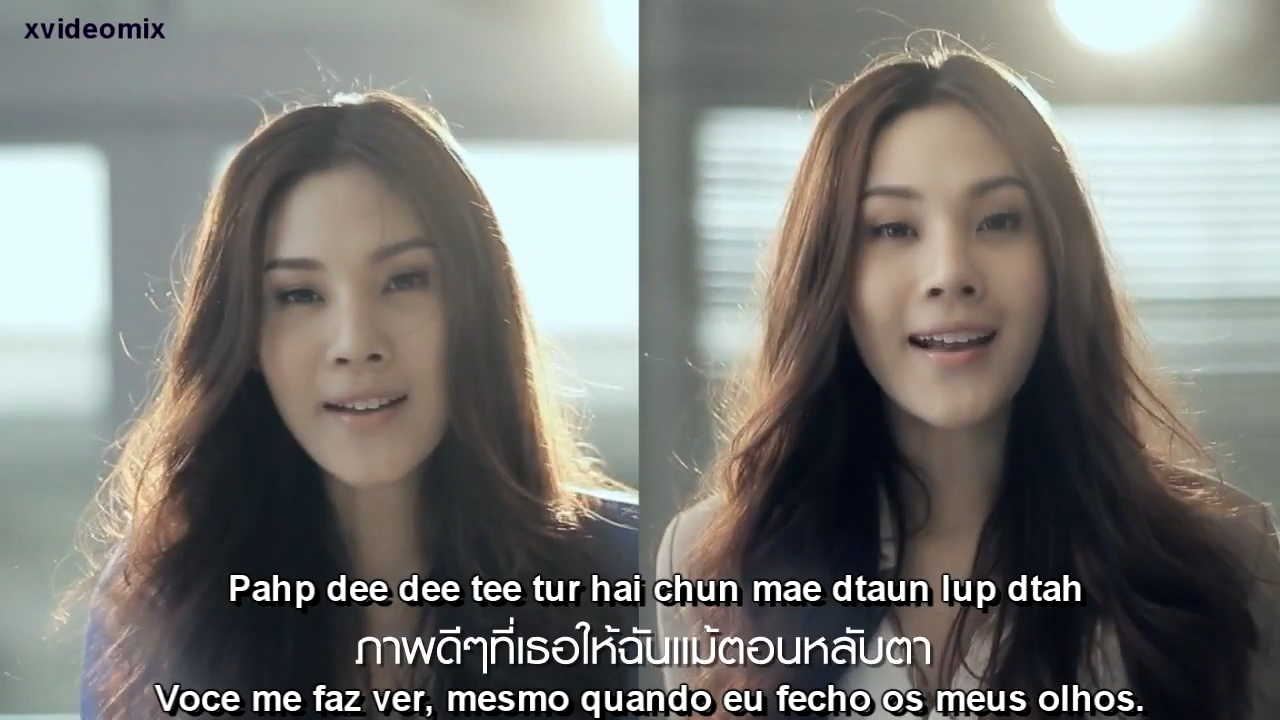 xvideomix
Pahp dee dee tee tur hai chun mae dtaun lup dtah
ภาพดีๆที่เธอให้ฉันแม้ตอนหลับตา
Voce me faz ver, mesmo quando eu fecho os meus olhos.